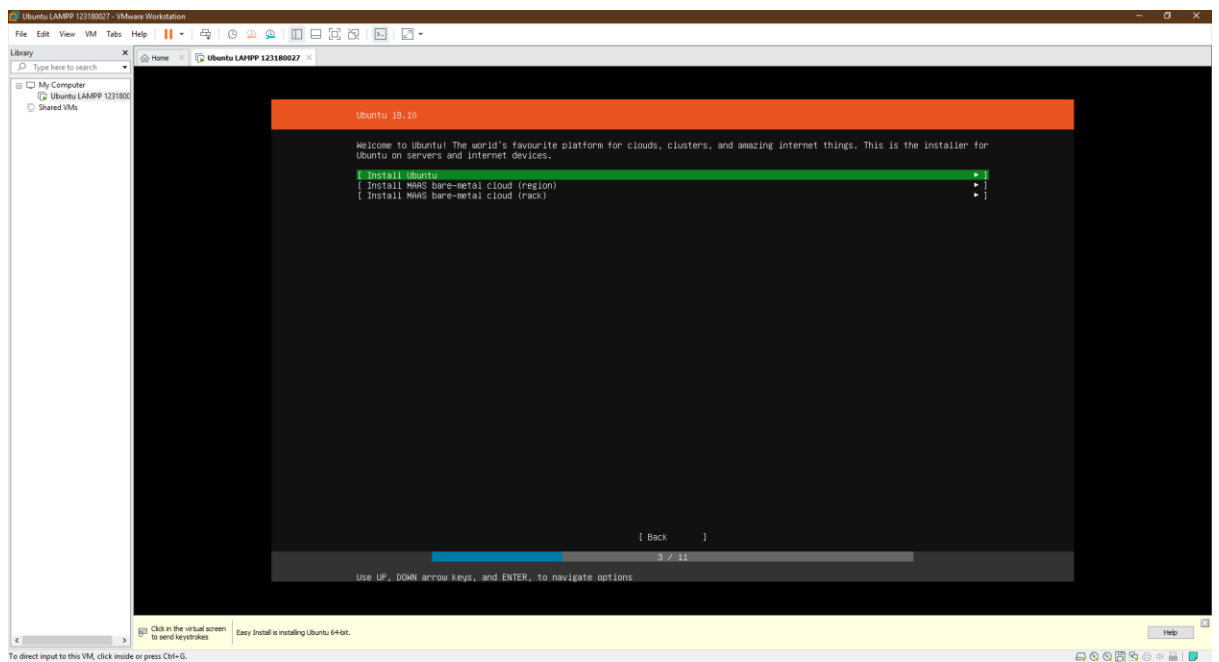 Ubuntu LAMPP 123180027 - VMware Workstation
File Edit View VM Tabs Help
Library
Type here to search
My Computer
Ubuntu LAMPP 1231800
Shared VMs
Home
Ubuntu LAMPP 123180027
Ubuntu 18.10
Welcome to Ubuntu! The world's favourite platform for clouds, clusters, and amazing internet things. This is the installer for
Ubuntu on servers and internet devices.
[ Install Ubuntu ► ]
[ Install MAAS bare-metal cloud (region) ► ]
[ Install MAAS bare-metal cloud (rack) ► ]
[ Back ]
3 / 11
Use UP, DOWN arrow keys, and ENTER, to navigate options
Click in the virtual screen
to send keystrokes
Easy Install is installing Ubuntu 64-bit.
Help
To direct input to this VM, click inside or press Ctrl+G.